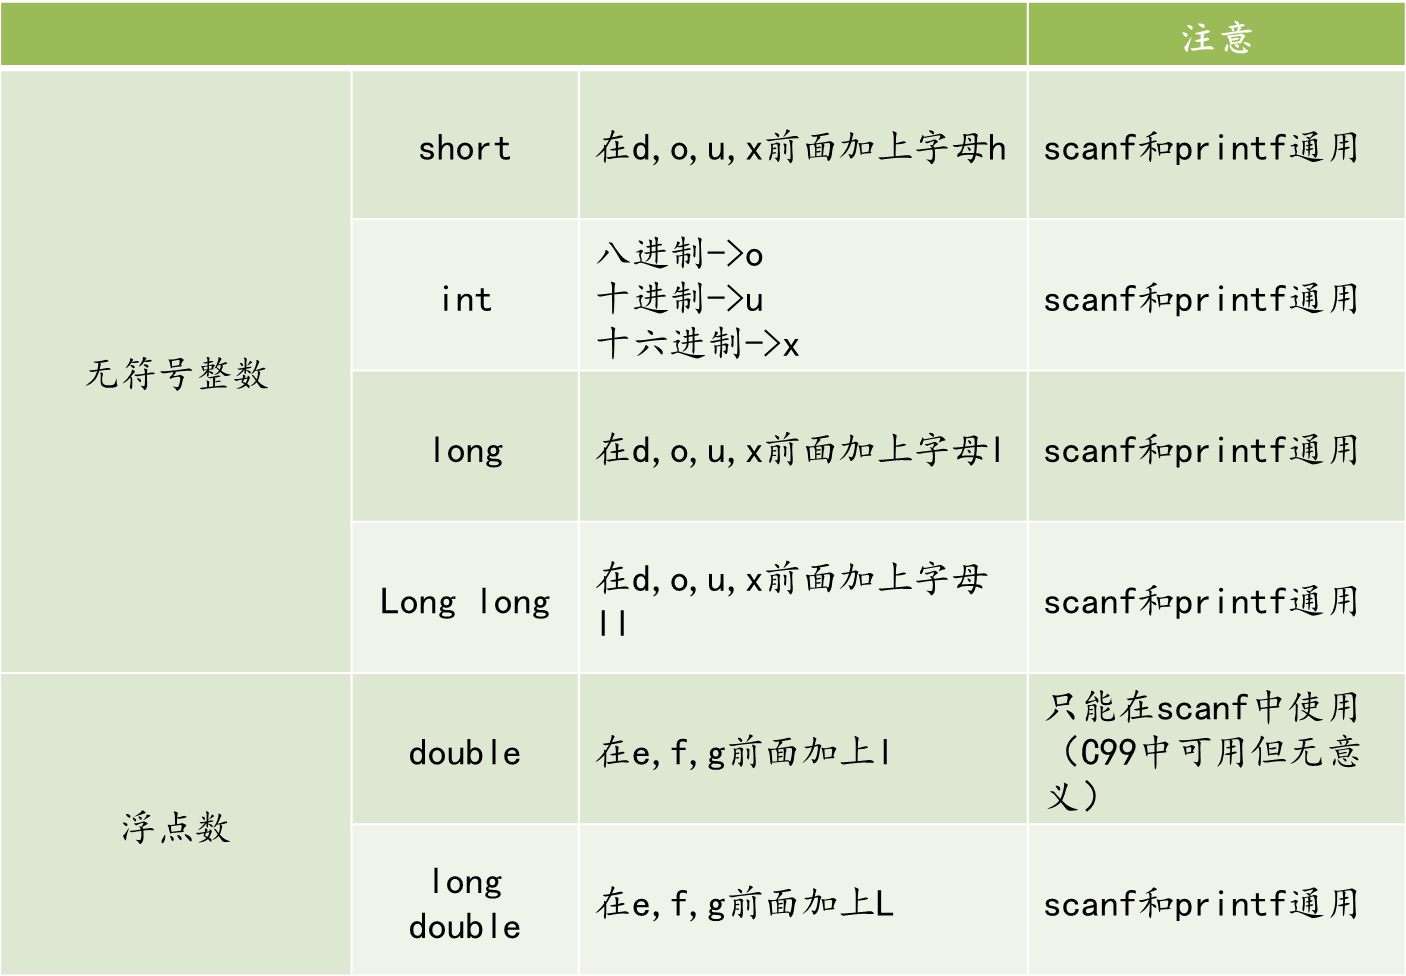 注意
无符号整数
short
在d,o,u,x前面加上字母h
scanf和printf通用
int
八进制->o
十进制->u
十六进制->x
scanf和printf通用
long
在d,o,u,x前面加上字母l
scanf和printf通用
Long long
在d,o,u,x前面加上字母
ll
scanf和printf通用
浮点数
double
在e,f,g前面加上l
只能在scanf中使用
（C99中可用但无意
义）
long
double
在e,f,g前面加上L
scanf和printf通用